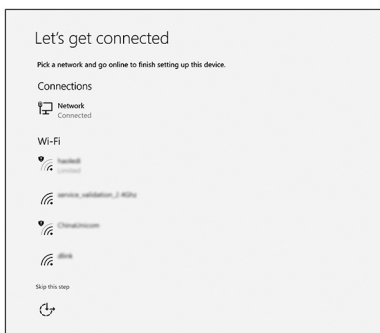 Let's get connected
Pick a network and go online to finish setting up this device.
Connections
Network
Connected
Wi-Fi
Limited
service_validation_2.4Ghz
ChinaUnicom
dlink
Skip this step